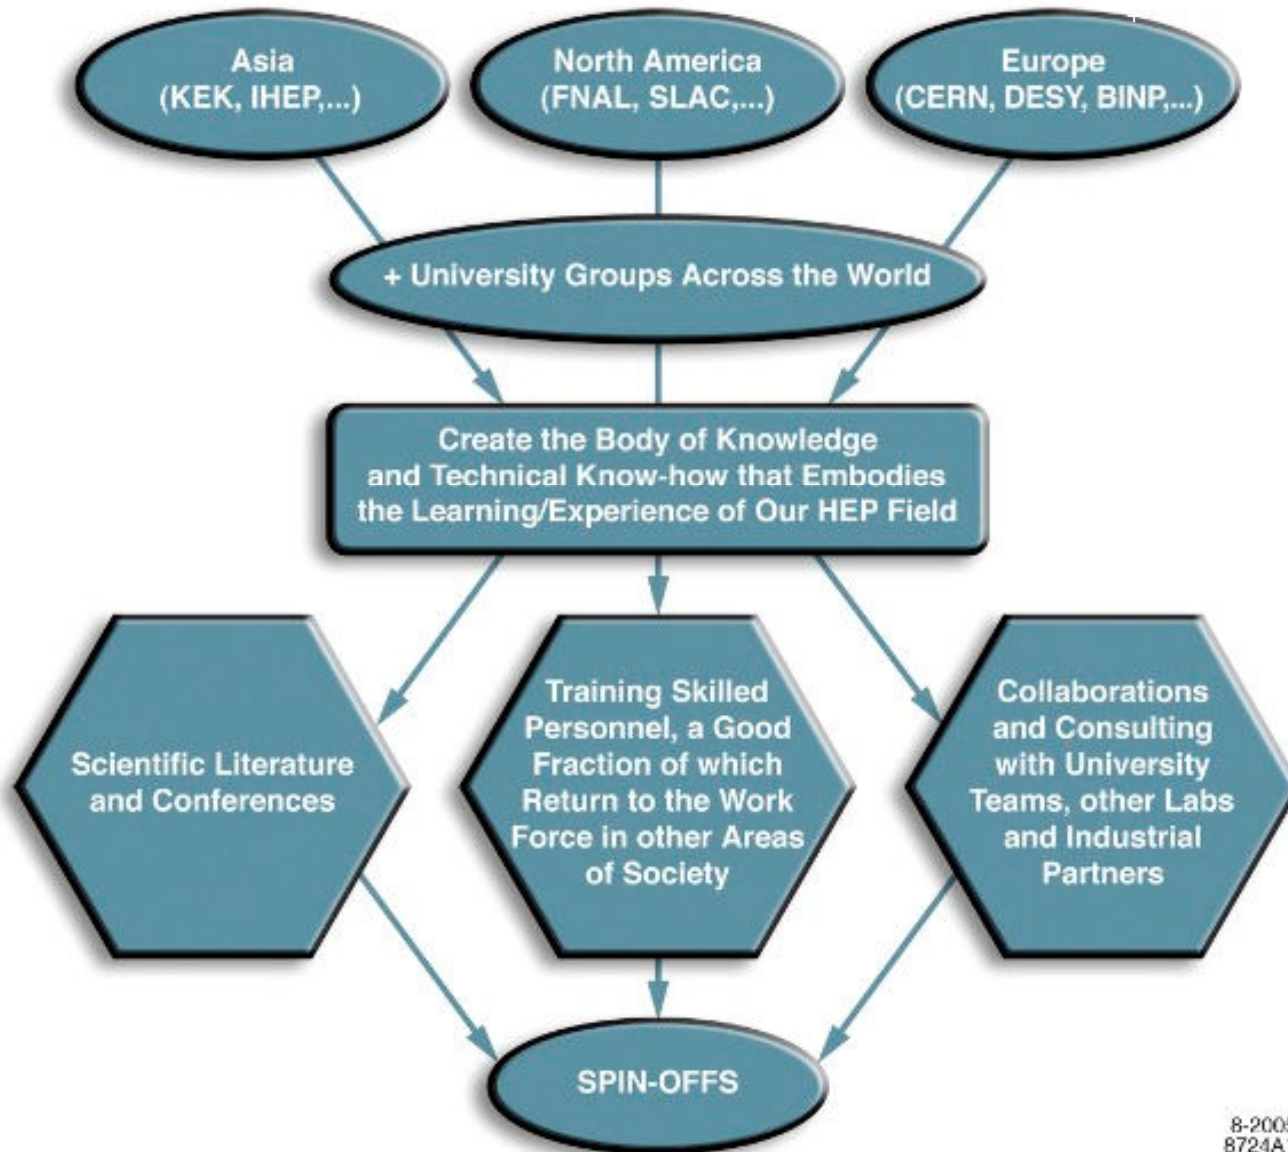 Asia
(KEK, IHEP,...)
North America
(FNAL, SLAC,...)
Europe
(CERN, DESY, BINP,...)
+ University Groups Across the World
Create the Body of Knowledge
and Technical Know-how that Embodies
the Learning/Experience of Our HEP Field
Scientific Literature
and Conferences
Training Skilled
Personnel, a Good
Fraction of which
Return to the Work
Force in other Areas
of Society
Collaborations
and Consulting
with University
Teams, other Labs
and Industrial
Partners
SPIN-OFFS